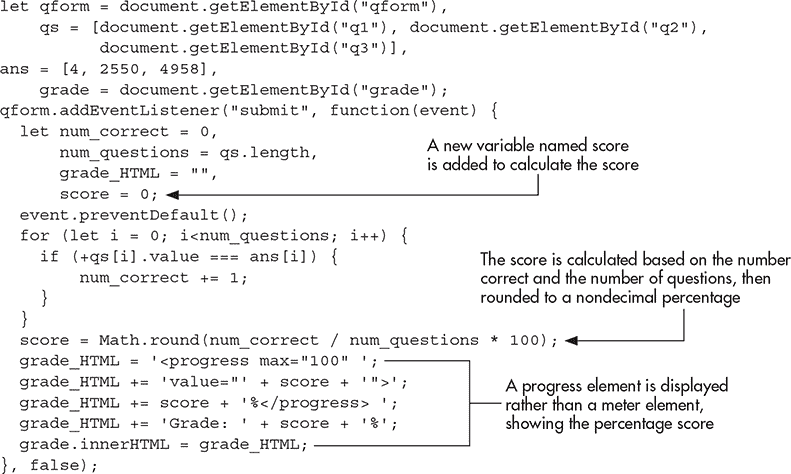 let qform = document.getElementById("qform"),
    qs = [document.getElementById("q1"), document.getElementById("q2"),
          document.getElementById("q3")],
ans = [4, 2550, 4958],
    grade = document.getElementById("grade");
qform.addEventListener("submit", function(event) {
  let num_correct = 0,
      num_questions = qs.length,
      grade_HTML = "",
      score = 0;
A new variable named score
is added to calculate the score
  event.preventDefault();
  for (let i = 0; i<num_questions; i++) {
    if (+qs[i].value === ans[i]) {
        num_correct += 1;
    }
  }
The score is calculated based on the number
correct and the number of questions, then
rounded to a nondecimal percentage
  score = Math.round(num_correct / num_questions * 100);
  grade_HTML = '<progress max="100" ';
  grade_HTML += 'value="' + score + '">';
  grade_HTML += score + '%</progress> ';
  grade_HTML += 'Grade: ' + score + '%';
  grade.innerHTML = grade_HTML;
A progress element is displayed
rather than a meter element,
showing the percentage score
}, false);